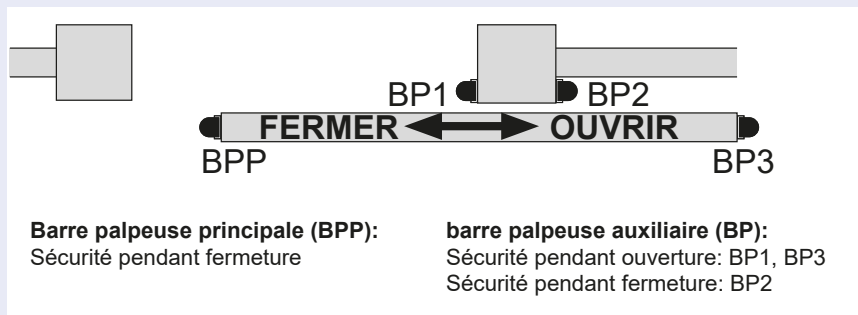 BP1
BP2
FERMER
OUVRIR
BPP
BP3
Barre palpeuse principale (BPP):
Sécurité pendant fermeture
barre palpeuse auxiliaire (BP):
Sécurité pendant ouverture: BP1, BP3
Sécurité pendant fermeture: BP2